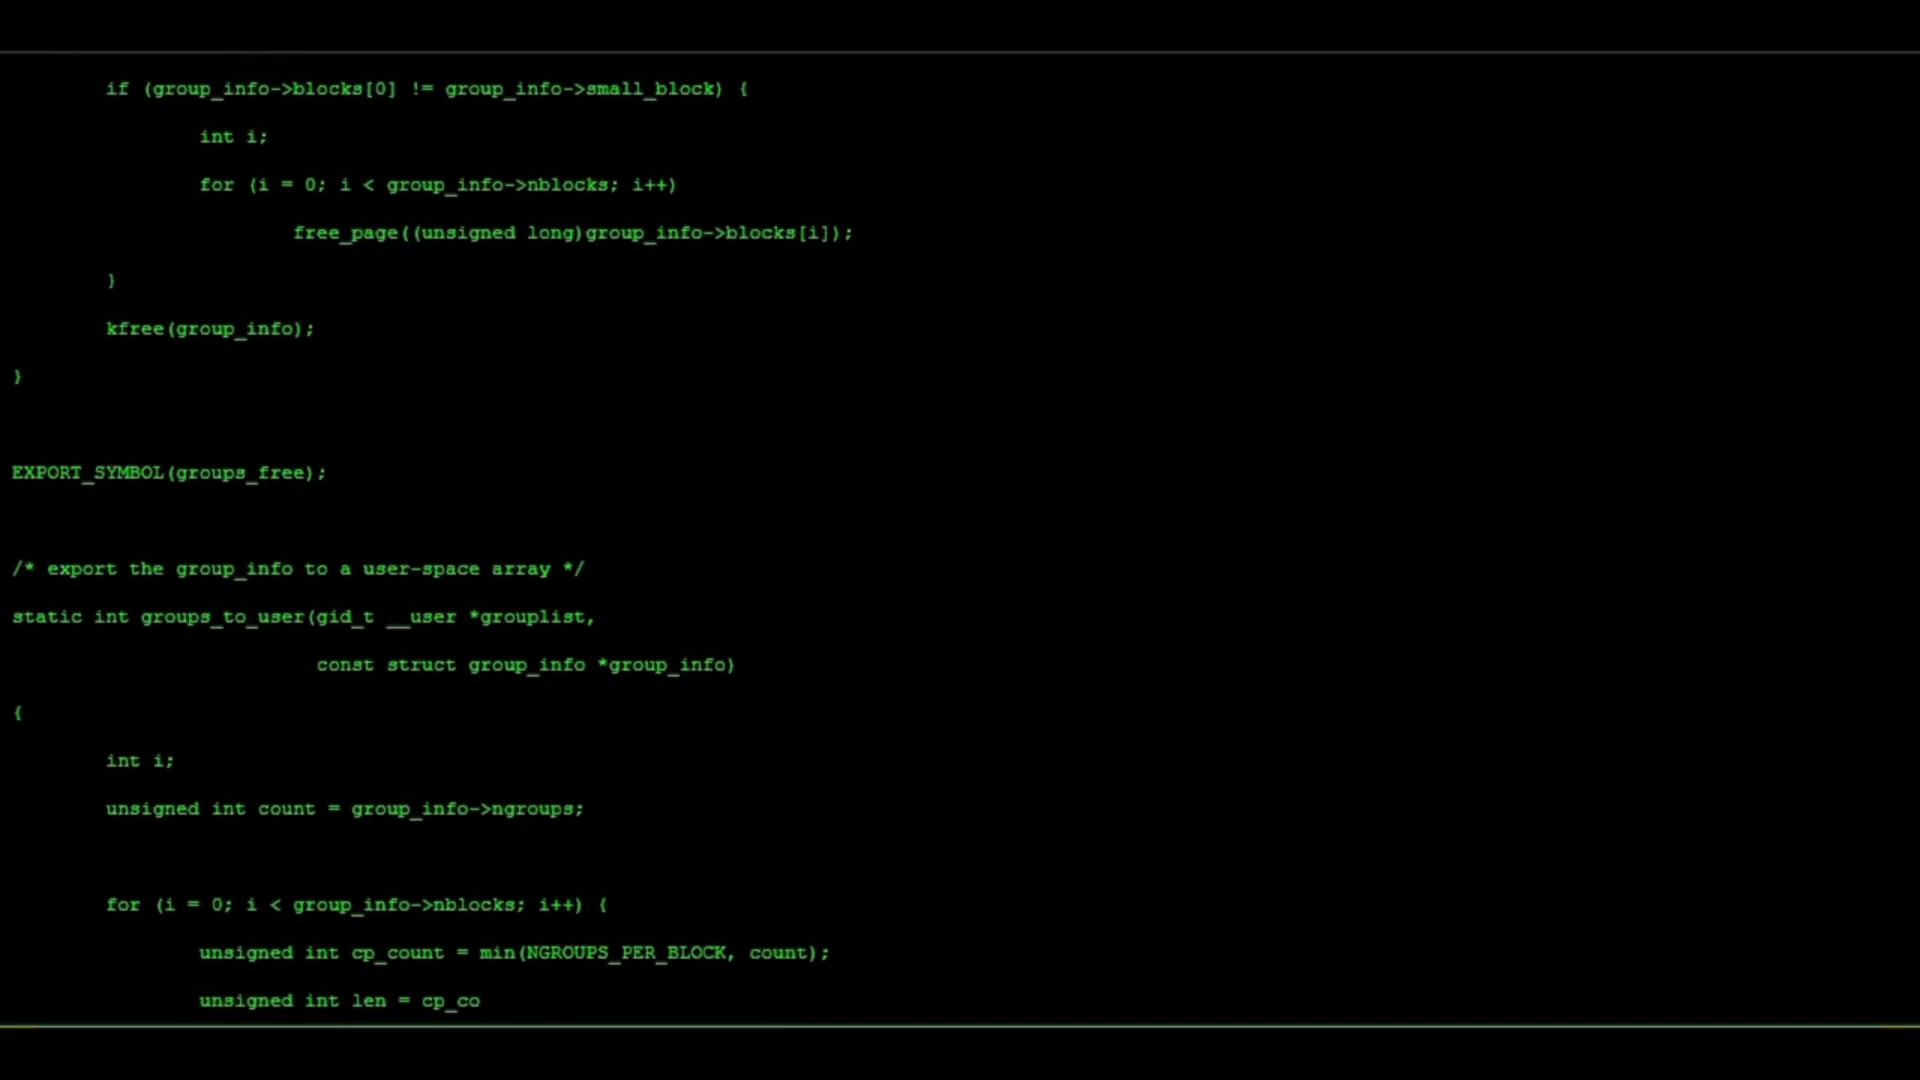 if (group_info->blocks[0] != group_info->small_block) {
int i;
for (i = 0; i < group_info->nblocks; i++)
free_page((unsigned long)group_info->blocks[i]);
}
kfree(group_info);
}
EXPORT_SYMBOL(groups_free);
/* export the group_info to a user-space array */
static int groups_to_user(gid_t __user *grouplist,
const struct group_info *group_info)
{
int i;
unsigned int count = group_info->ngroups;
for (i = 0; i < group_info->nblocks; i++) {
unsigned int cp_count = min(NGROUPS_PER_BLOCK, count);
unsigned int len = cp_co